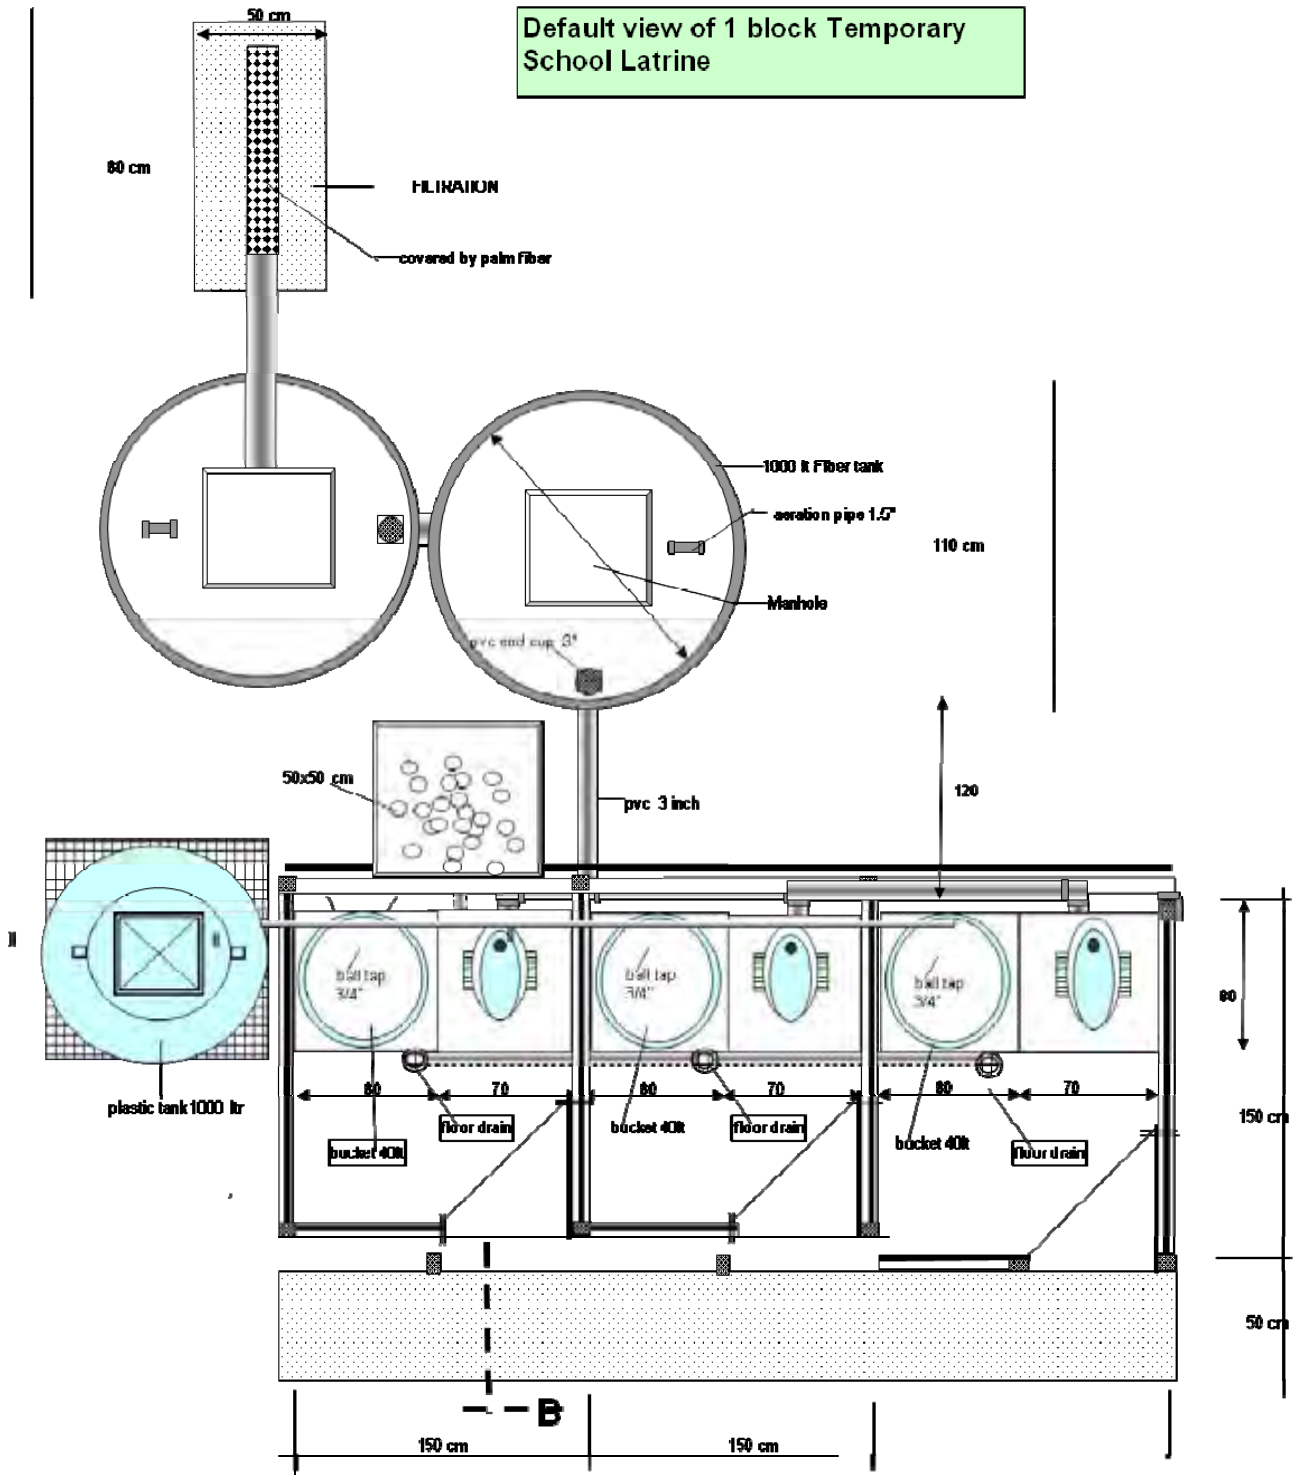 50 cm
Default view of 1 block Temporary
School Latrine
80 cm
FILTRATION
covered by palm fiber
1000 lt Fiber tank
aeration pipe 1.5"
110 cm
Manhole
pvc end cup 3"
50x50 cm
pvc 3 inch
120
ball tap
3/4"
ball tap
3/4"
ball tap
3/4"
80
80
70
80
70
80
70
plastic tank 1000 ltr
floor drain
bucket 40lt
bucket 40lt
floor drain
bucket 40lt
floor drain
150 cm
50 cm
B
150 cm
150 cm